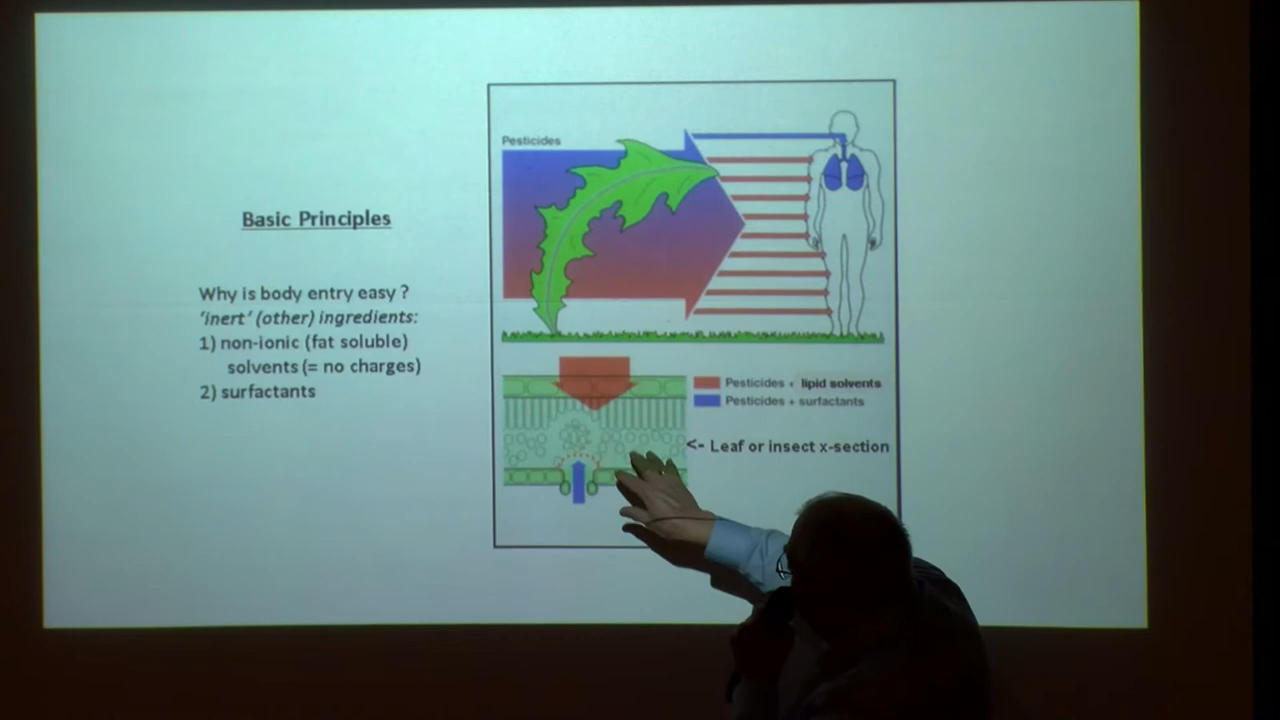 Basic Principles
Why is body entry easy ?
‘inert’ (other) ingredients:
1) non-ionic (fat soluble)
solvents (= no charges)
2) surfactants
Pesticides
Pesticides + lipid solvents
Pesticides + surfactants
<- Leaf or insect x-section